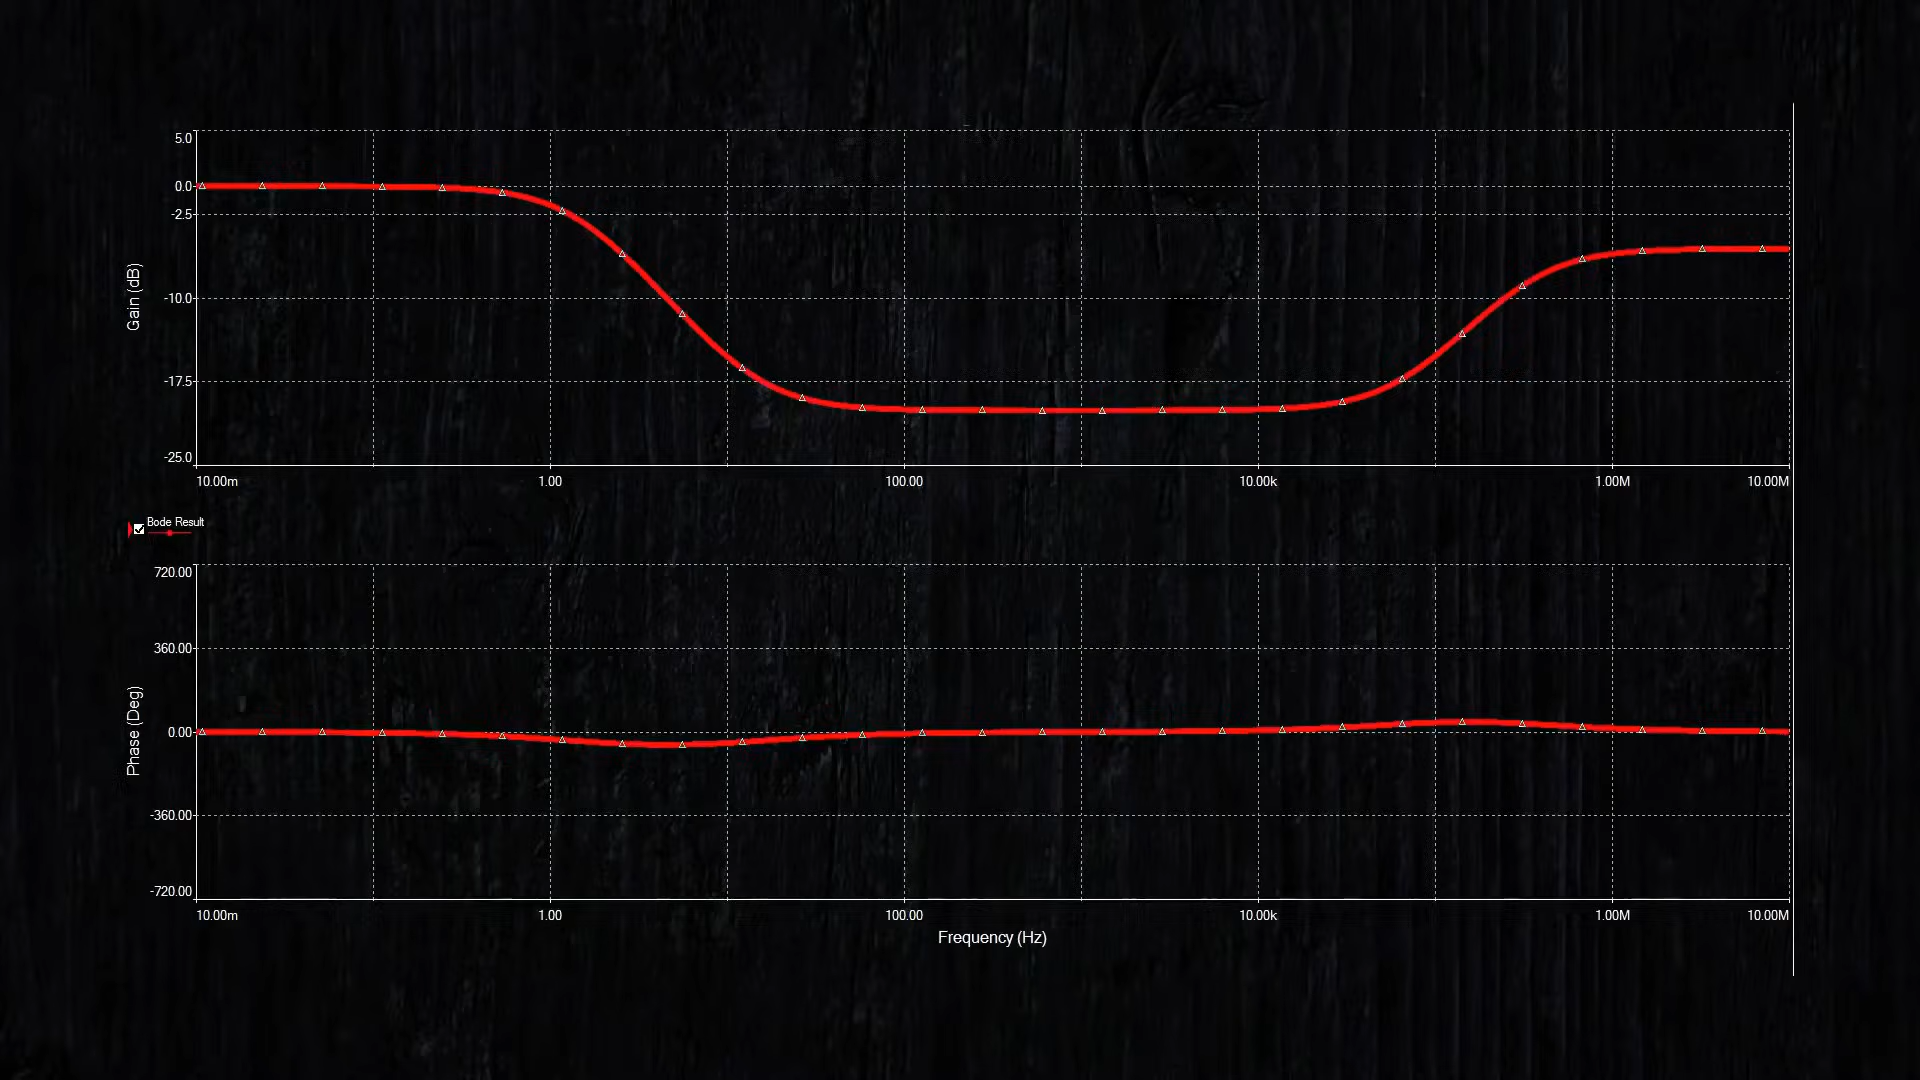 5.0
0.0
-2.5
-10.0
-17.5
-25.0
Gain (dB)
10.00m 1.00 100.00 10.00k 1.00M 10.00M
Bode Result
720.00
360.00
0.00
-360.00
-720.00
Phase (Deg)
10.00m 1.00 100.00 10.00k 1.00M 10.00M
Frequency (Hz)